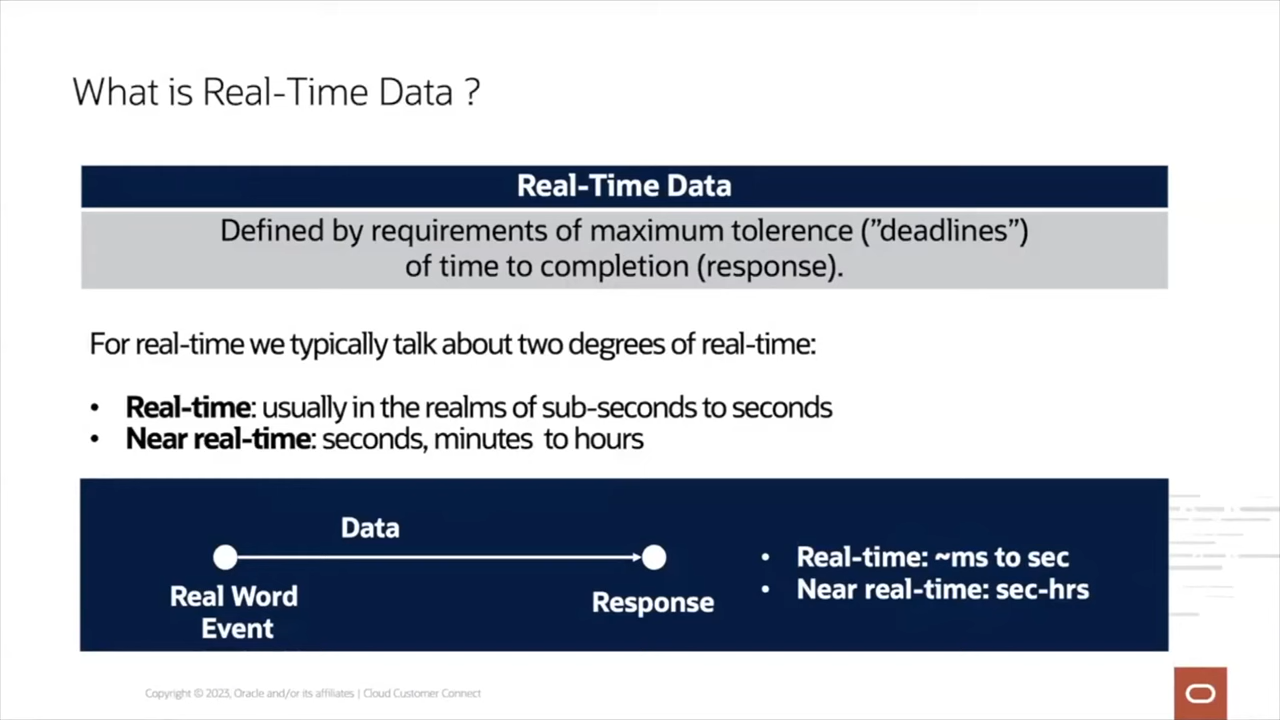 What is Real-Time Data ?
Real-Time Data
Defined by requirements of maximum tolerence (”deadlines”)
of time to completion (response).
For real-time we typically talk about two degrees of real-time:
• Real-time: usually in the realms of sub-seconds to seconds
• Near real-time: seconds, minutes to hours
Data
Real Word
Event
Response
• Real-time: ~ms to sec
• Near real-time: sec-hrs
Copyright © 2023, Oracle and/or its affiliates | Cloud Customer Connect